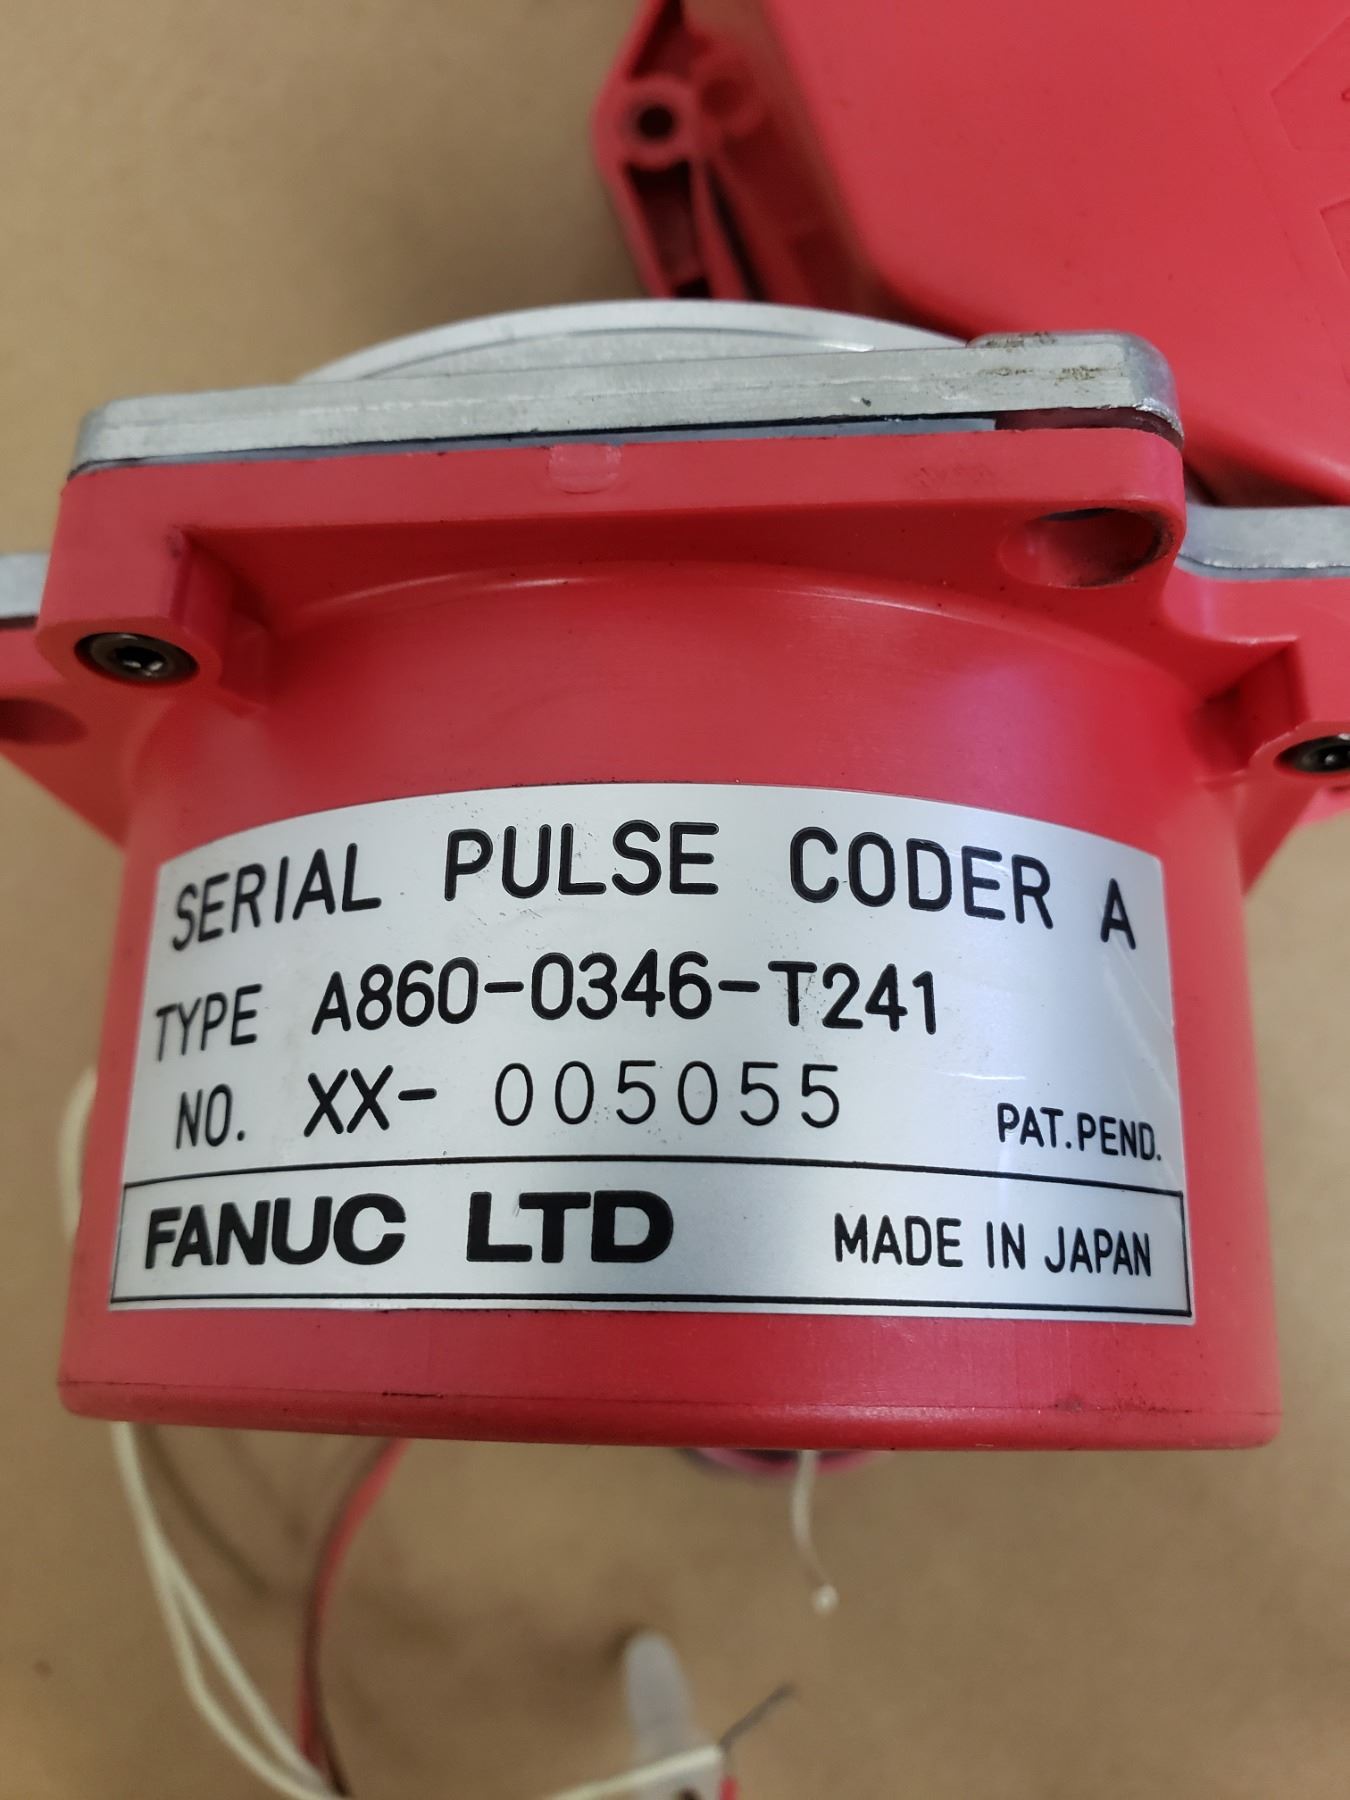 SERIAL PULSE CODER A
TYPE A860-0346-T241
NO. XX- 005055 PAT.PEND.
FANUC LTD MADE IN JAPAN